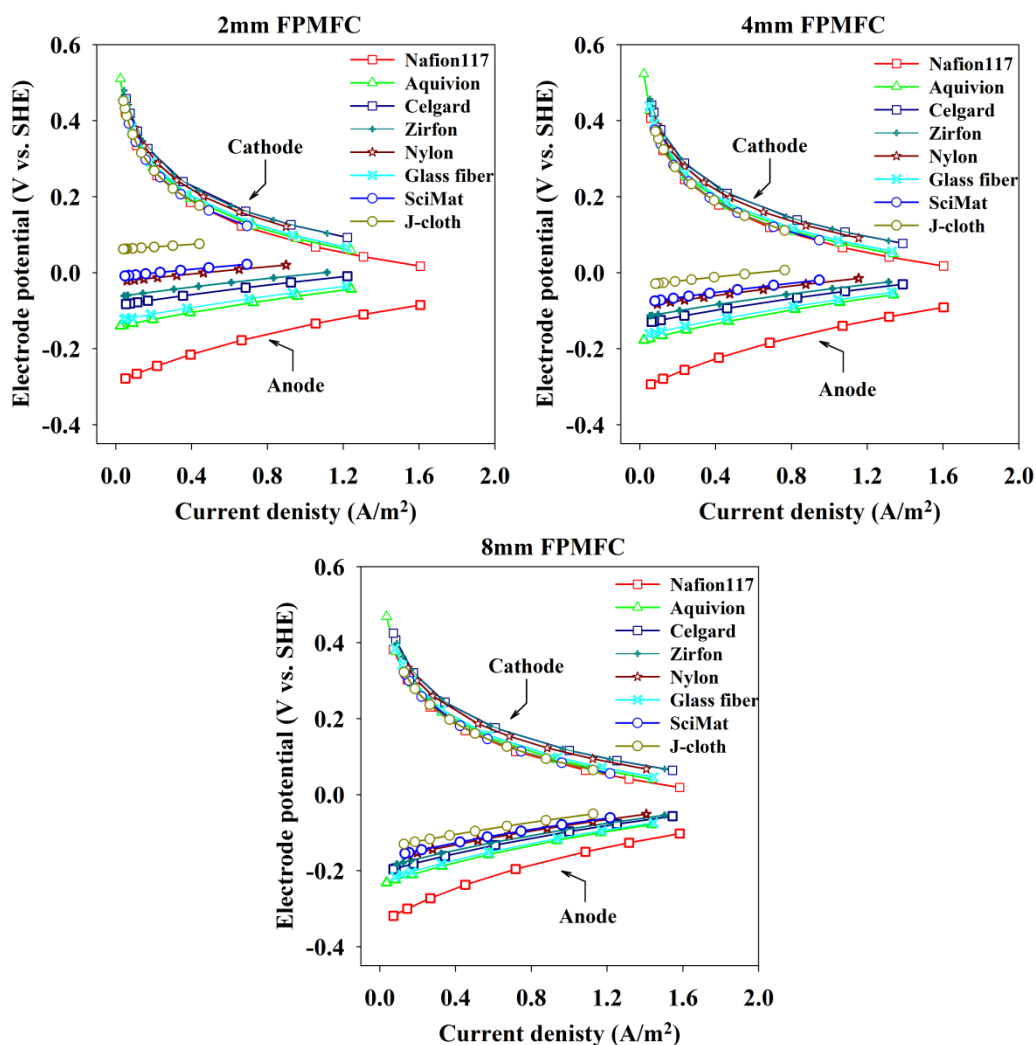 2mm FPMFC
0.6
0.4
0.2
0.0
-0.2
-0.4
Electrode potential (V vs. SHE)
Nafion117
Aquivion
Celgard
Zirfon
Nylon
Glass fiber
SciMat
J-cloth
Cathode
Anode
0.0 0.4 0.8 1.2 1.6 2.0
Current denisty (A/m²)
4mm FPMFC
0.6
0.4
0.2
0.0
-0.2
-0.4
Electrode potential (V vs. SHE)
Nafion117
Aquivion
Celgard
Zirfon
Nylon
Glass fiber
SciMat
J-cloth
Cathode
Anode
0.0 0.4 0.8 1.2 1.6 2.0
Current denisty (A/m²)
8mm FPMFC
0.6
0.4
0.2
0.0
-0.2
-0.4
Electrode potential (V vs. SHE)
Nafion117
Aquivion
Celgard
Zirfon
Nylon
Glass fiber
SciMat
J-cloth
Cathode
Anode
0.0 0.4 0.8 1.2 1.6 2.0
Current denisty (A/m²)